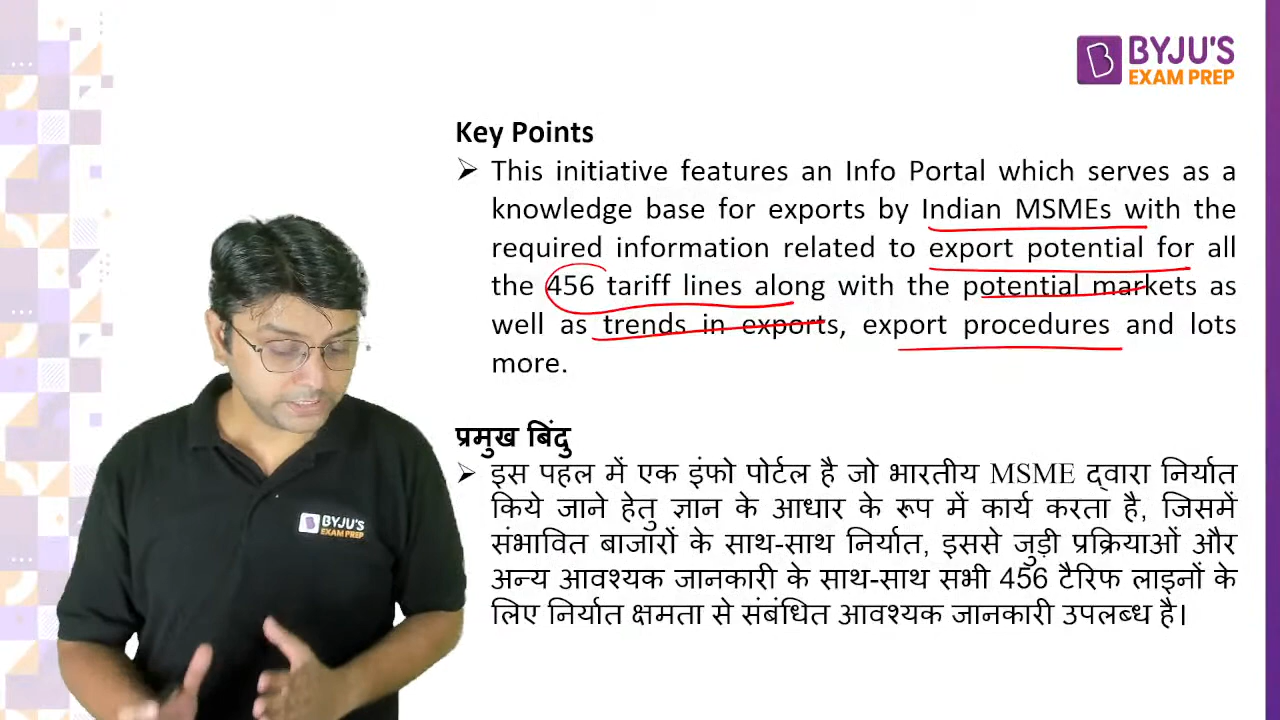 BYJU'S
EXAM PREP
Key Points
➢ This initiative features an Info Portal which serves as a
knowledge base for exports by Indian MSMEs with the
required information related to export potential for all
the 456 tariff lines along with the potential markets as
well as trends in exports, export procedures and lots
more.
प्रमुख बिंदु
➢ इस पहल में एक इंफो पोर्टल है जो भारतीय MSME द्वारा निर्यात
किये जाने हेतु ज्ञान के आधार के रूप में कार्य करता है, जिसमें
संभावित बाजारों के साथ-साथ निर्यात, इससे जुड़ी प्रक्रियाओं और
अन्य आवश्यक जानकारी के साथ-साथ सभी 456 टैरिफ लाइनों के
लिए निर्यात क्षमता से संबंधित आवश्यक जानकारी उपलब्ध है।
BYJU'S
EXAM PREP